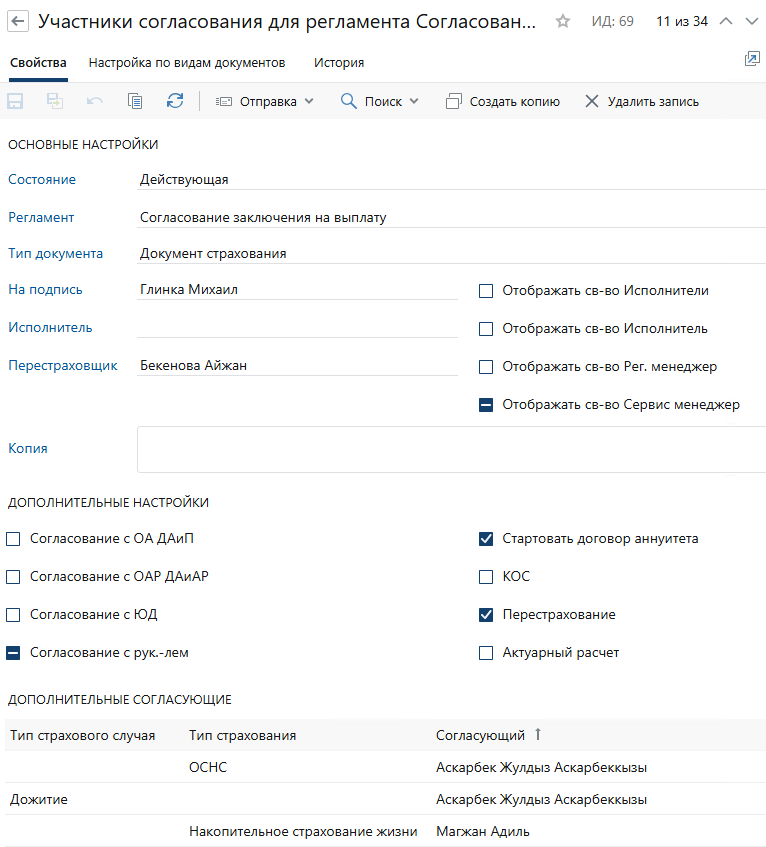 Участники согласования для регламента Согласован... ИД: 69 11 из 34
Свойства Настройка по видам документов История
Отправка Поиск Создать копию Удалить запись
ОСНОВНЫЕ НАСТРОЙКИ
Состояние Действующая
Регламент Согласование заключения на выплату
Тип документа Документ страхования
На подпись Глинка Михаил Отображать св-во Исполнители
Исполнитель Отображать св-во Исполнитель
Перестраховщик Бекенова Айжан Отображать св-во Рег. менеджер
Отображать св-во Сервис менеджер
Копия
ДОПОЛНИТЕЛЬНЫЕ НАСТРОЙКИ
Согласование с ОА ДАиП Стартовать договор аннуитета
Согласование с ОАР ДАиАР КОС
Согласование с ЮД Перестрахование
Согласование с рук.-лем Актуарный расчет
ДОПОЛНИТЕЛЬНЫЕ СОГЛАСУЮЩИЕ
Тип страхового случая Тип страхования Согласующий
ОСНС Аскарбек Жулдыз Аскарбеккызы
Дожитие Аскарбек Жулдыз Аскарбеккызы
Накопительное страхование жизни Магжан Адиль